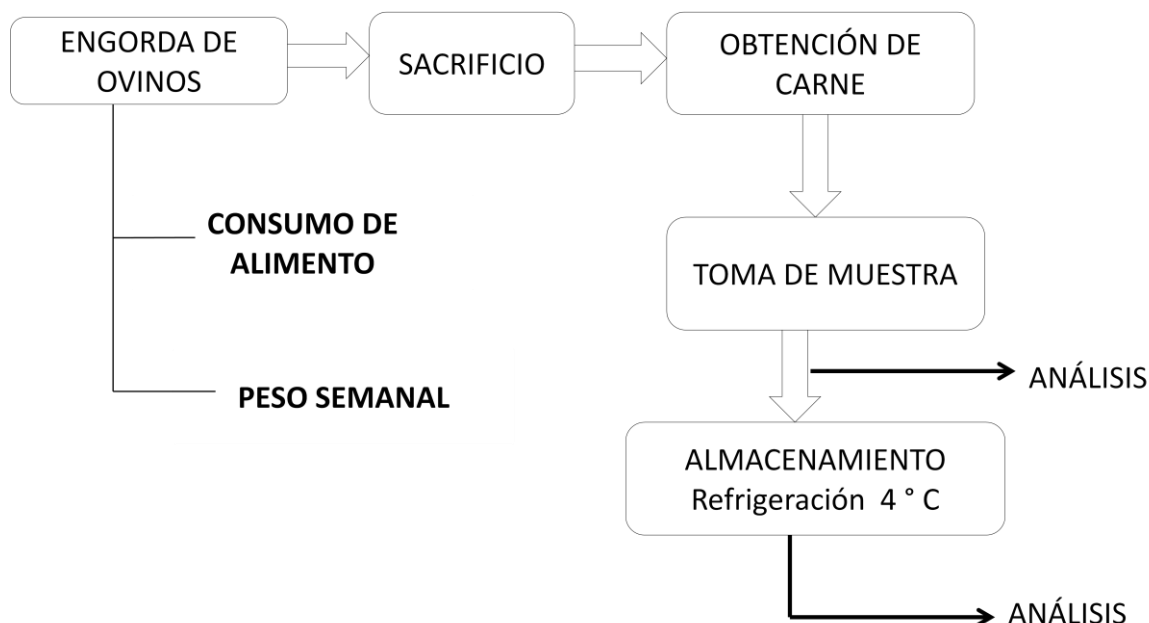 ENGORDA DE
OVINOS
SACRIFICIO
OBTENCIÓN DE
CARNE
CONSUMO DE
ALIMENTO
TOMA DE MUESTRA
PESO SEMANAL
ANÁLISIS
ALMACENAMIENTO
Refrigeración 4 ° C
ANÁLISIS